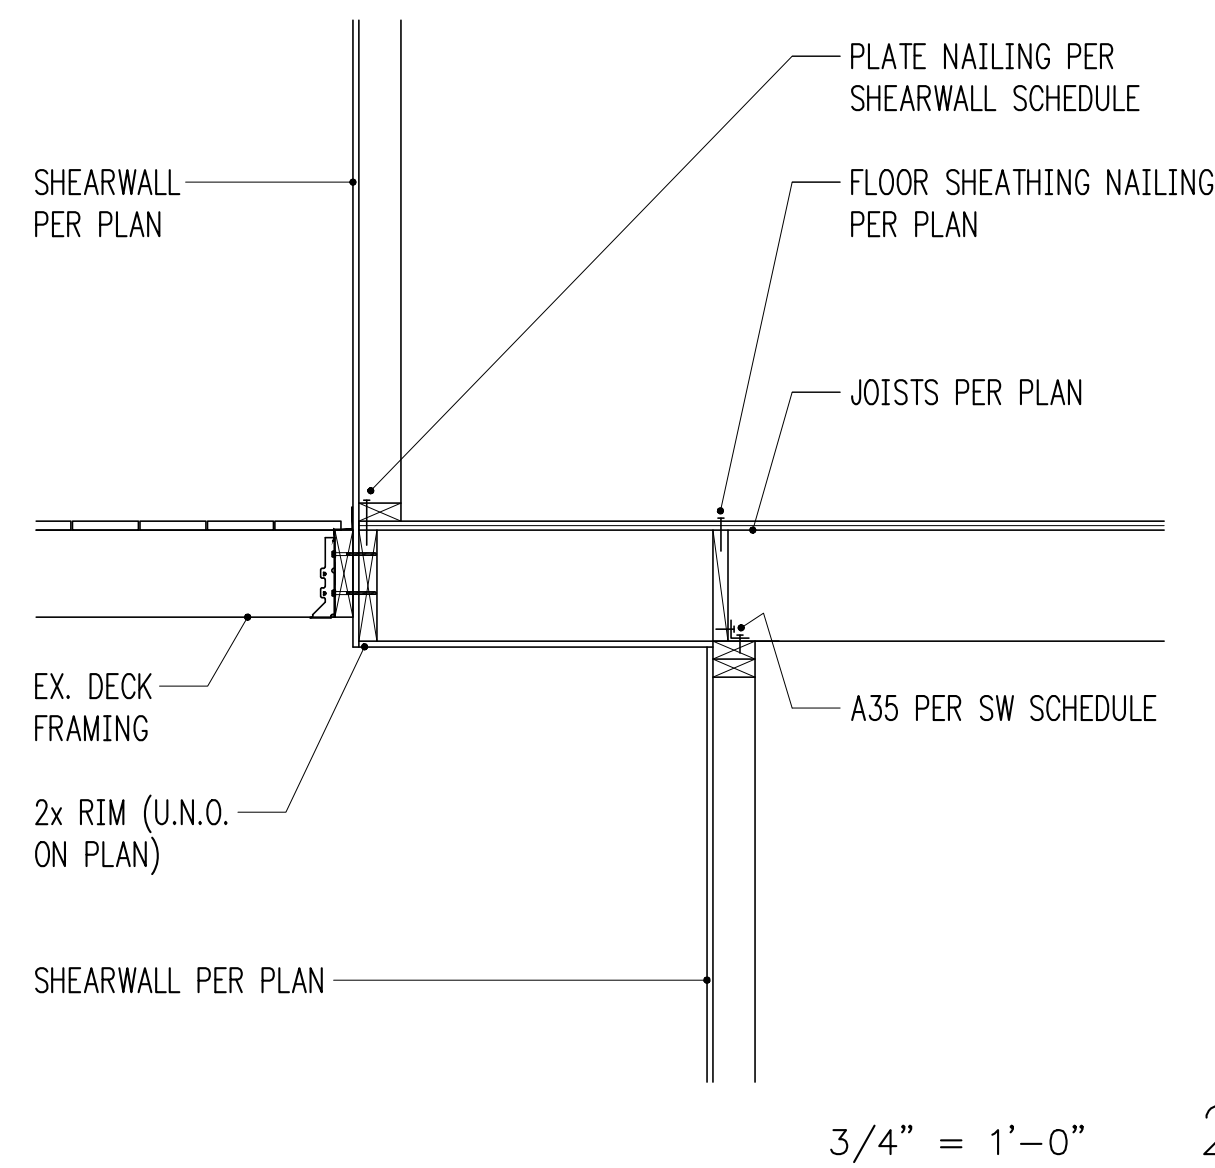 PLATE NAILING PER
SHEARWALL SCHEDULE
SHEARWALL
PER PLAN
FLOOR SHEATHING NAILING
PER PLAN
JOISTS PER PLAN
EX. DECK
FRAMING
A35 PER SW SCHEDULE
2x RIM (U.N.O.
ON PLAN)
SHEARWALL PER PLAN
3/4" = 1'-0"